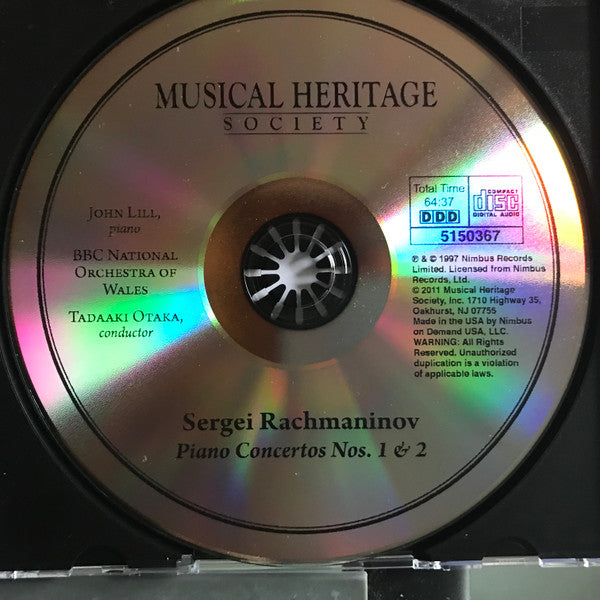 MUSICAL HERITAGE
SOCIETY
JOHN LILL,
piano
BBC NATIONAL
ORCHESTRA OF
WALES
TADAAKI OTAKA,
conductor
Total Time
64:37
DDD
COMPACT
disc
DIGITAL AUDIO
5150367
℗ & © 1997 Nimbus Records
Limited. Licensed from Nimbus
Records, Ltd.
© 2011 Musical Heritage
Society, Inc. 1710 Highway 35,
Oakhurst, NJ 07755
Made in the USA by Nimbus
on Demand USA, LLC.
WARNING: All Rights
Reserved. Unauthorized
duplication is a violation
of applicable laws.
Sergei Rachmaninov
Piano Concertos Nos. 1 & 2